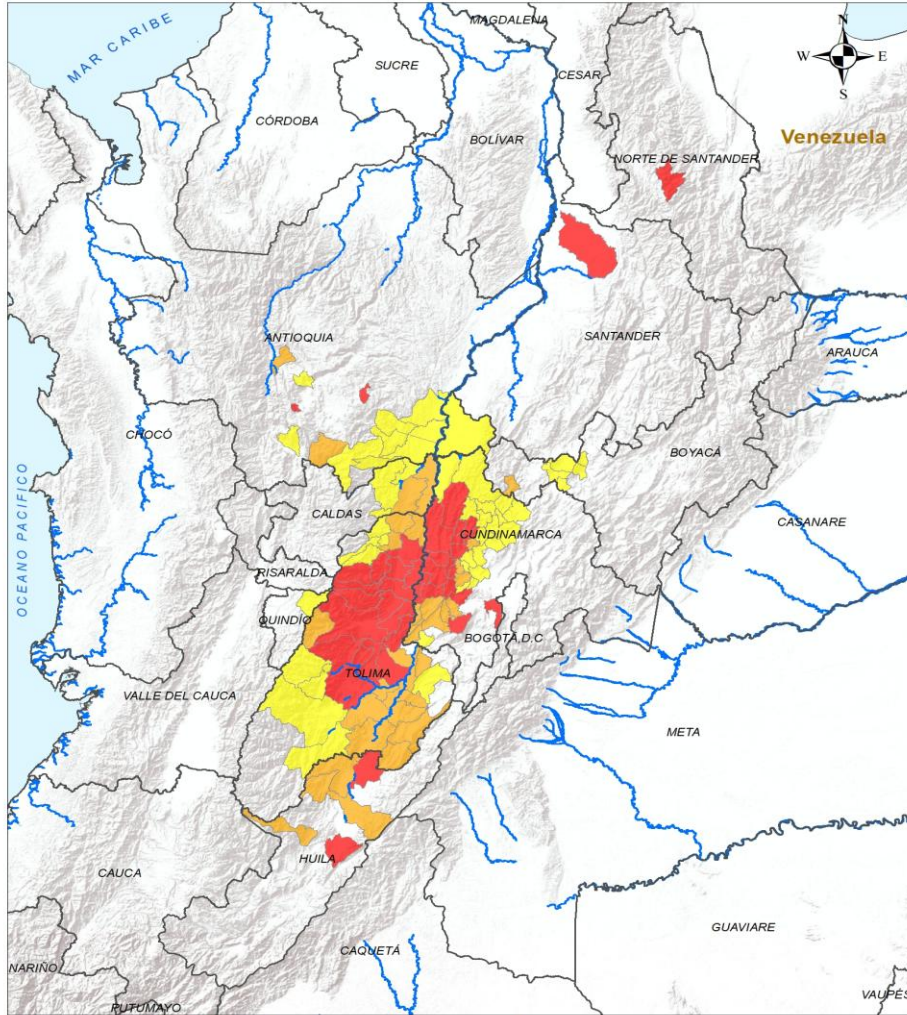 MAGDALENA
N
W E
S
MAR CARIBE
SUCRE
CESAR
CÓRDOBA
BOLÍVAR
Venezuela
NORTE DE SANTANDER
ANTIOQUIA
SANTANDER
ARAUCA
CHOCÓ
BOYACÁ
OCEANO PACIFICO
CALDAS
CASANARE
CUNDINAMARCA
RISARALDA
QUINDÍO
BOGOTÁ,D.C
TOLIMA
VALLE DEL CAUCA
META
HUILA
CAUCA
GUAVIARE
CAQUETÁ
NARIÑO
PUTUMAYO
VAUPÉS